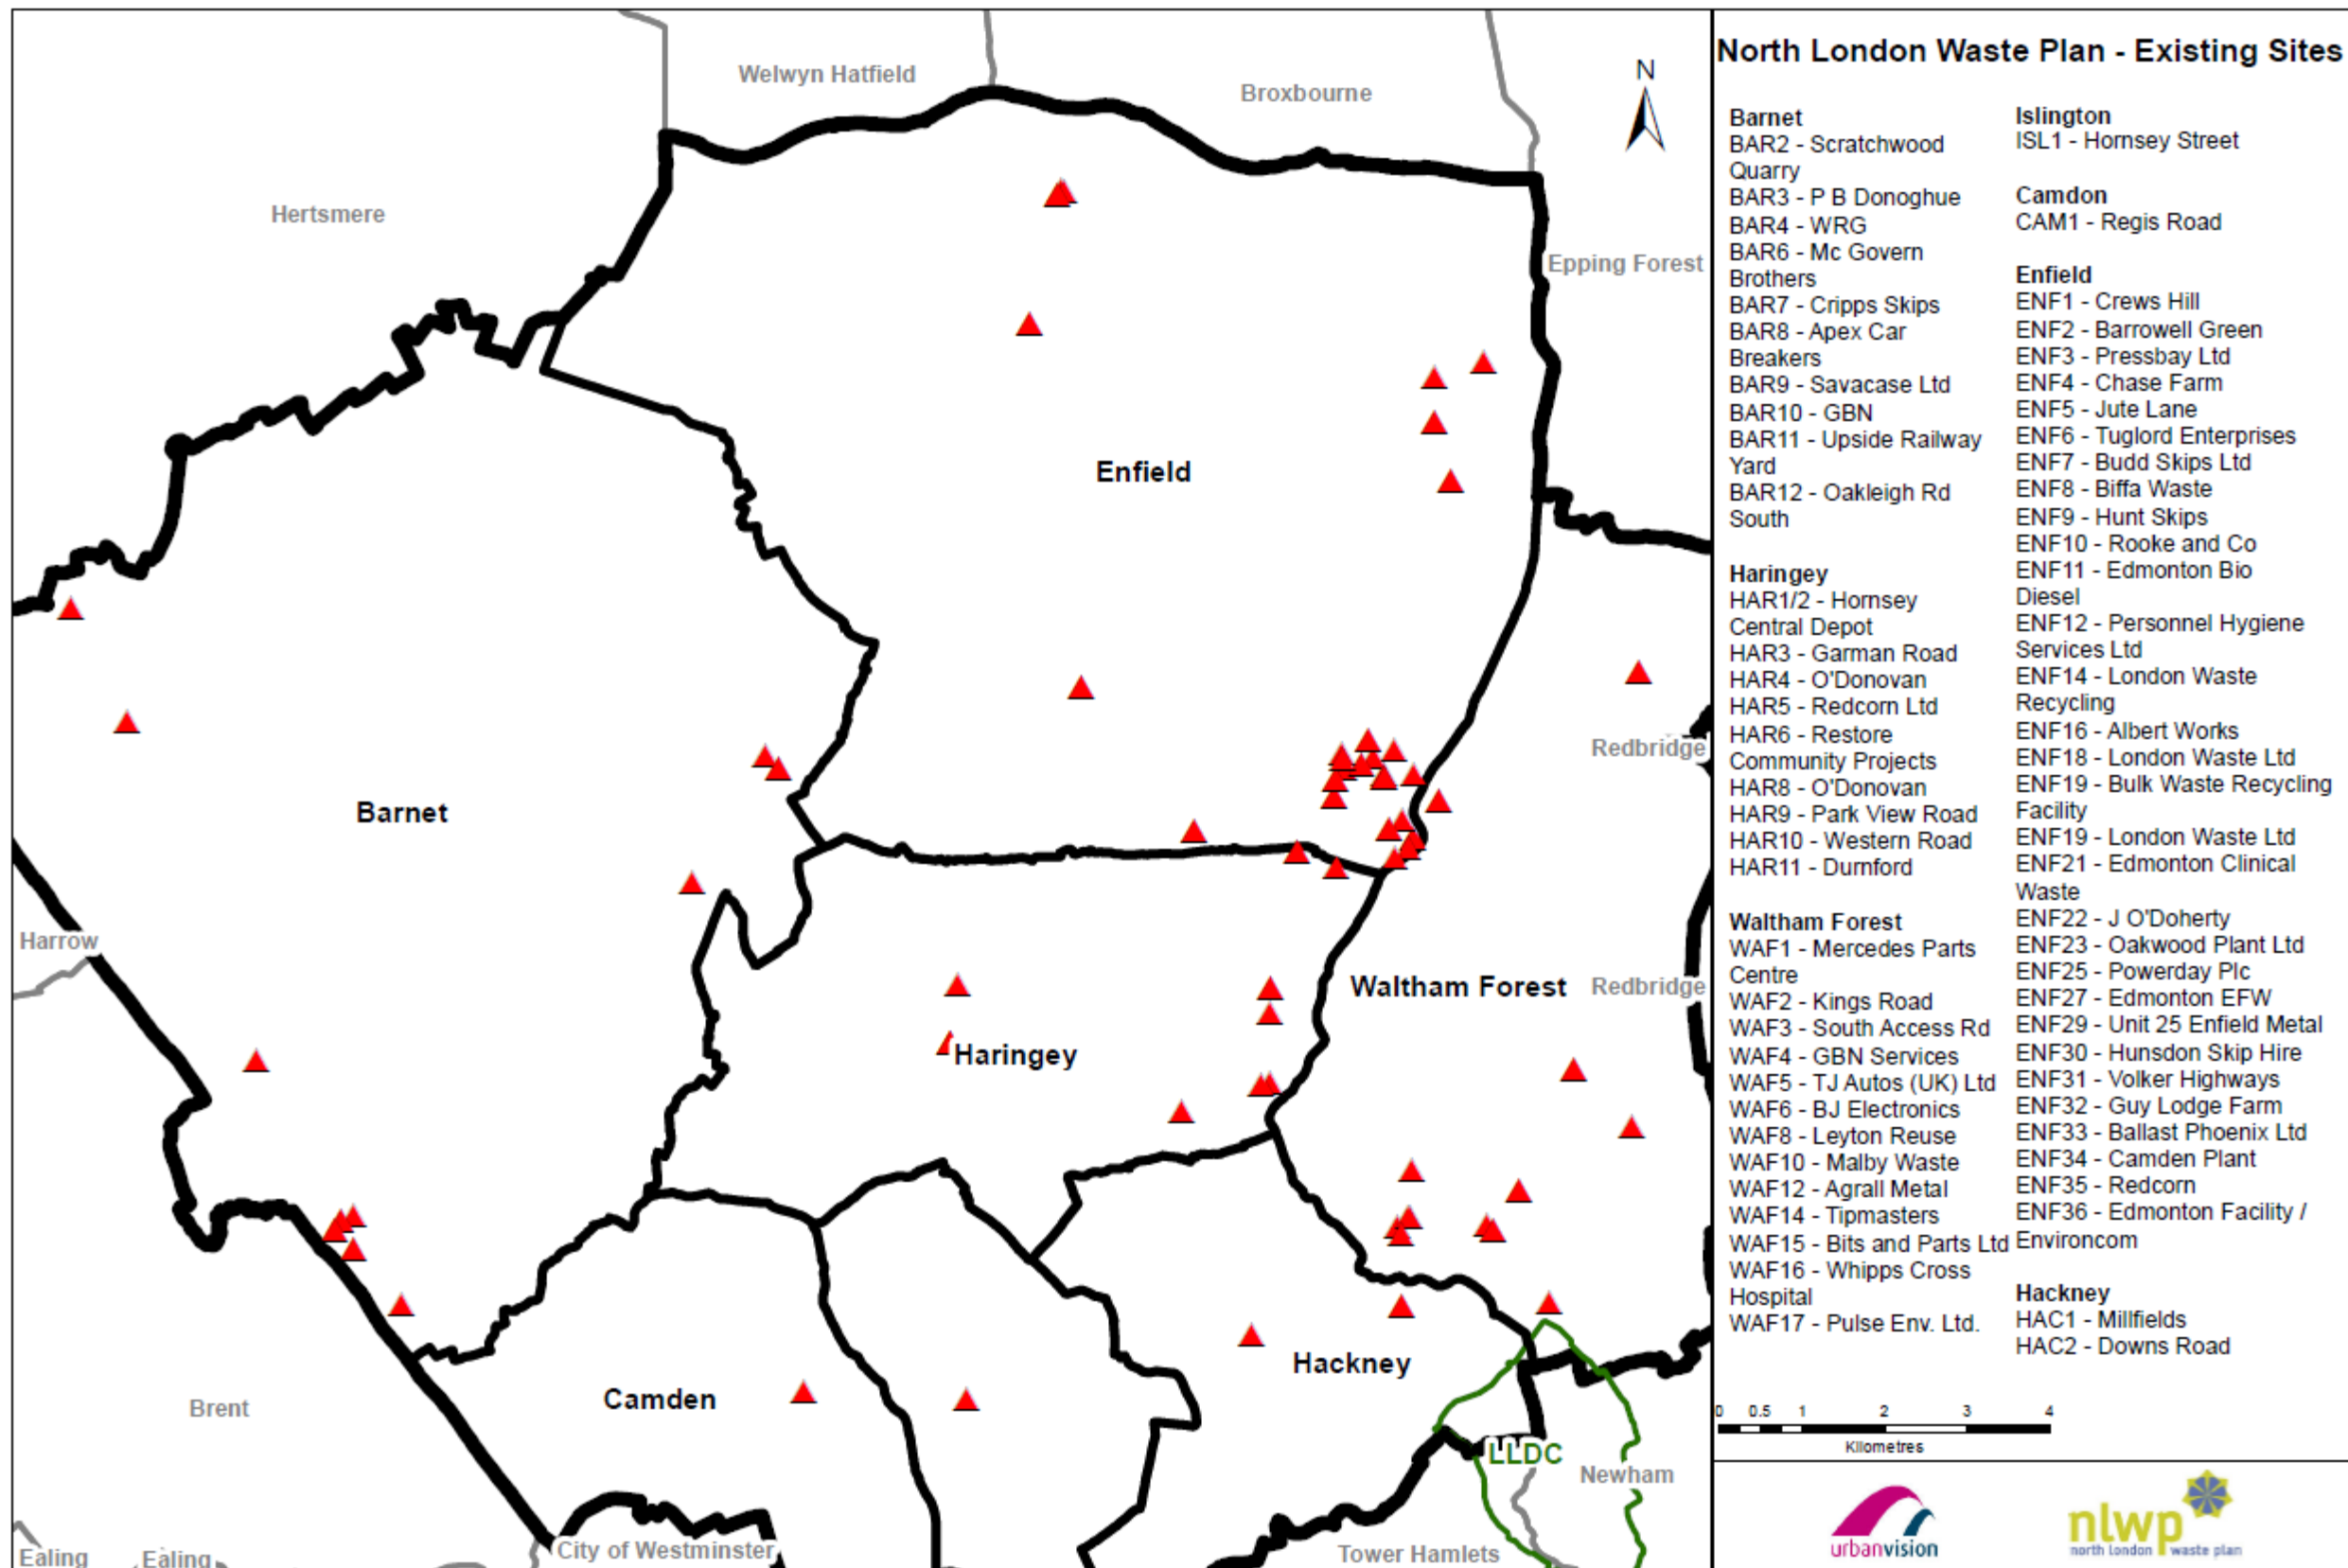 Welwyn Hatfield
Broxbourne
N
Hertsmere
Epping Forest
Enfield
Redbridge
Barnet
Harrow
Waltham Forest
Redbridge
Haringey
Hackney
Camden
Brent
LLDC
Newham
City of Westminster
Tower Hamlets
Ealing
Ealing
North London Waste Plan - Existing Sites
Barnet
BAR2 - Scratchwood
Quarry
BAR3 - P B Donoghue
BAR4 - WRG
BAR6 - Mc Govern
Brothers
BAR7 - Cripps Skips
BAR8 - Apex Car
Breakers
BAR9 - Savacase Ltd
BAR10 - GBN
BAR11 - Upside Railway
Yard
BAR12 - Oakleigh Rd
South
Haringey
HAR1/2 - Hornsey
Central Depot
HAR3 - Garman Road
HAR4 - O'Donovan
HAR5 - Redcorn Ltd
HAR6 - Restore
Community Projects
HAR8 - O'Donovan
HAR9 - Park View Road
HAR10 - Western Road
HAR11 - Durnford
Waltham Forest
WAF1 - Mercedes Parts
Centre
WAF2 - Kings Road
WAF3 - South Access Rd
WAF4 - GBN Services
WAF5 - TJ Autos (UK) Ltd
WAF6 - BJ Electronics
WAF8 - Leyton Reuse
WAF10 - Malby Waste
WAF12 - Agrall Metal
WAF14 - Tipmasters
WAF15 - Bits and Parts Ltd
WAF16 - Whipps Cross
Hospital
WAF17 - Pulse Env. Ltd.
Islington
ISL1 - Hornsey Street
Camdon
CAM1 - Regis Road
Enfield
ENF1 - Crews Hill
ENF2 - Barrowell Green
ENF3 - Pressbay Ltd
ENF4 - Chase Farm
ENF5 - Jute Lane
ENF6 - Tuglord Enterprises
ENF7 - Budd Skips Ltd
ENF8 - Biffa Waste
ENF9 - Hunt Skips
ENF10 - Rooke and Co
ENF11 - Edmonton Bio
Diesel
ENF12 - Personnel Hygiene
Services Ltd
ENF14 - London Waste
Recycling
ENF16 - Albert Works
ENF18 - London Waste Ltd
ENF19 - Bulk Waste Recycling
Facility
ENF19 - London Waste Ltd
ENF21 - Edmonton Clinical
Waste
ENF22 - J O'Doherty
ENF23 - Oakwood Plant Ltd
ENF25 - Powerday Plc
ENF27 - Edmonton EFW
ENF29 - Unit 25 Enfield Metal
ENF30 - Hunsdon Skip Hire
ENF31 - Volker Highways
ENF32 - Guy Lodge Farm
ENF33 - Ballast Phoenix Ltd
ENF34 - Camden Plant
ENF35 - Redcorn
ENF36 - Edmonton Facility /
Environcom
Hackney
HAC1 - Millfields
HAC2 - Downs Road
0 0.5 1 2 3 4
Kilometres
urbanvision
nlwp
north london waste plan